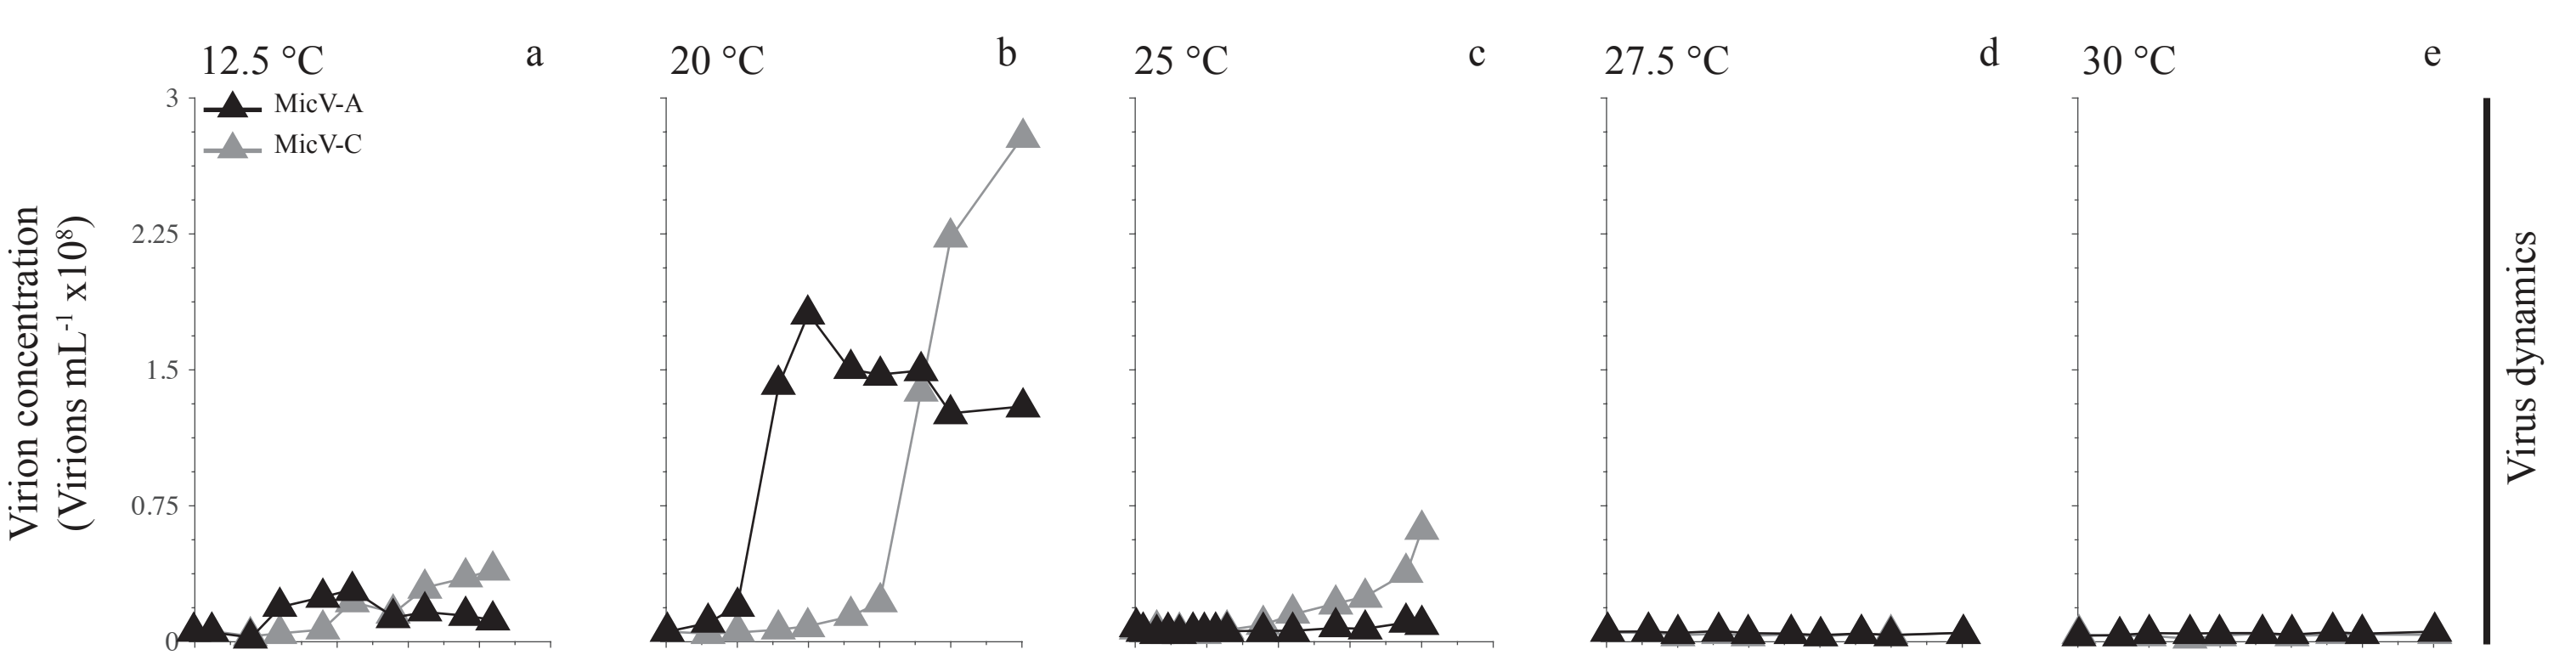 12.5 °C a
20 °C b
25 °C c
27.5 °C d
30 °C e
MicV-A
MicV-C
3
2.25
1.5
0.75
0
Virion concentration
(Virions mL⁻¹ x10⁸)
Virus dynamics